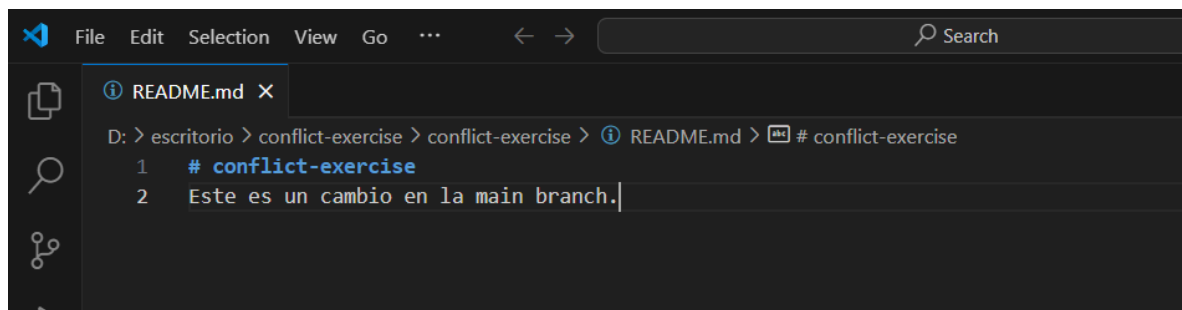 File Edit Selection View Go ··· ← → Search
README.md ×
D: > escritorio > conflict-exercise > conflict-exercise > README.md > abc # conflict-exercise
1 # conflict-exercise
2 Este es un cambio en la main branch.